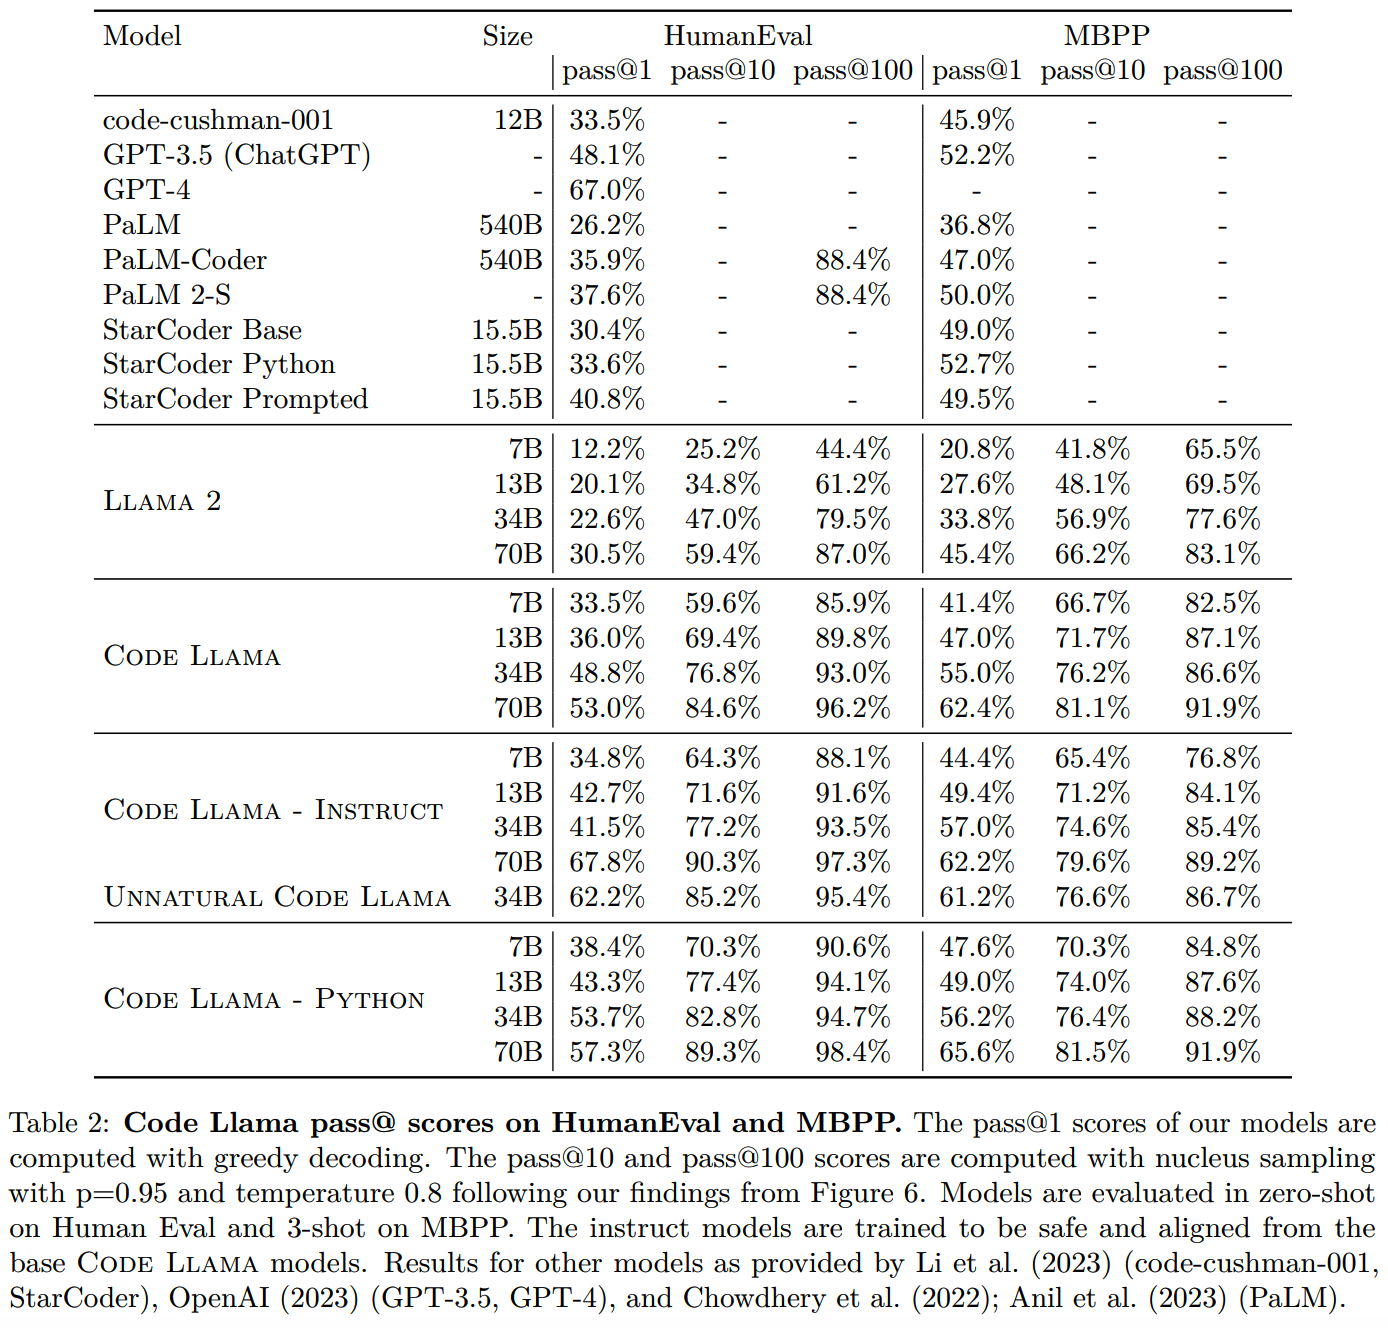 Model Size HumanEval MBPP
pass@1 pass@10 pass@100 pass@1 pass@10 pass@100
code-cushman-001 12B 33.5% - - 45.9% - -
GPT-3.5 (ChatGPT) - 48.1% - - 52.2% - -
GPT-4 - 67.0% - - - - -
PaLM 540B 26.2% - - 36.8% - -
PaLM-Coder 540B 35.9% - 88.4% 47.0% - -
PaLM 2-S - 37.6% - 88.4% 50.0% - -
StarCoder Base 15.5B 30.4% - - 49.0% - -
StarCoder Python 15.5B 33.6% - - 52.7% - -
StarCoder Prompted 15.5B 40.8% - - 49.5% - -
Llama 2
7B 12.2% 25.2% 44.4% 20.8% 41.8% 65.5%
13B 20.1% 34.8% 61.2% 27.6% 48.1% 69.5%
34B 22.6% 47.0% 79.5% 33.8% 56.9% 77.6%
70B 30.5% 59.4% 87.0% 45.4% 66.2% 83.1%
Code Llama
7B 33.5% 59.6% 85.9% 41.4% 66.7% 82.5%
13B 36.0% 69.4% 89.8% 47.0% 71.7% 87.1%
34B 48.8% 76.8% 93.0% 55.0% 76.2% 86.6%
70B 53.0% 84.6% 96.2% 62.4% 81.1% 91.9%
Code Llama - Instruct
7B 34.8% 64.3% 88.1% 44.4% 65.4% 76.8%
13B 42.7% 71.6% 91.6% 49.4% 71.2% 84.1%
34B 41.5% 77.2% 93.5% 57.0% 74.6% 85.4%
70B 67.8% 90.3% 97.3% 62.2% 79.6% 89.2%
Unnatural Code Llama 34B 62.2% 85.2% 95.4% 61.2% 76.6% 86.7%
Code Llama - Python
7B 38.4% 70.3% 90.6% 47.6% 70.3% 84.8%
13B 43.3% 77.4% 94.1% 49.0% 74.0% 87.6%
34B 53.7% 82.8% 94.7% 56.2% 76.4% 88.2%
70B 57.3% 89.3% 98.4% 65.6% 81.5% 91.9%
Table 2: Code Llama pass@ scores on HumanEval and MBPP. The pass@1 scores of our models are
computed with greedy decoding. The pass@10 and pass@100 scores are computed with nucleus sampling
with p=0.95 and temperature 0.8 following our findings from Figure 6. Models are evaluated in zero-shot
on Human Eval and 3-shot on MBPP. The instruct models are trained to be safe and aligned from the
base Code Llama models. Results for other models as provided by Li et al. (2023) (code-cushman-001,
StarCoder), OpenAI (2023) (GPT-3.5, GPT-4), and Chowdhery et al. (2022); Anil et al. (2023) (PaLM).